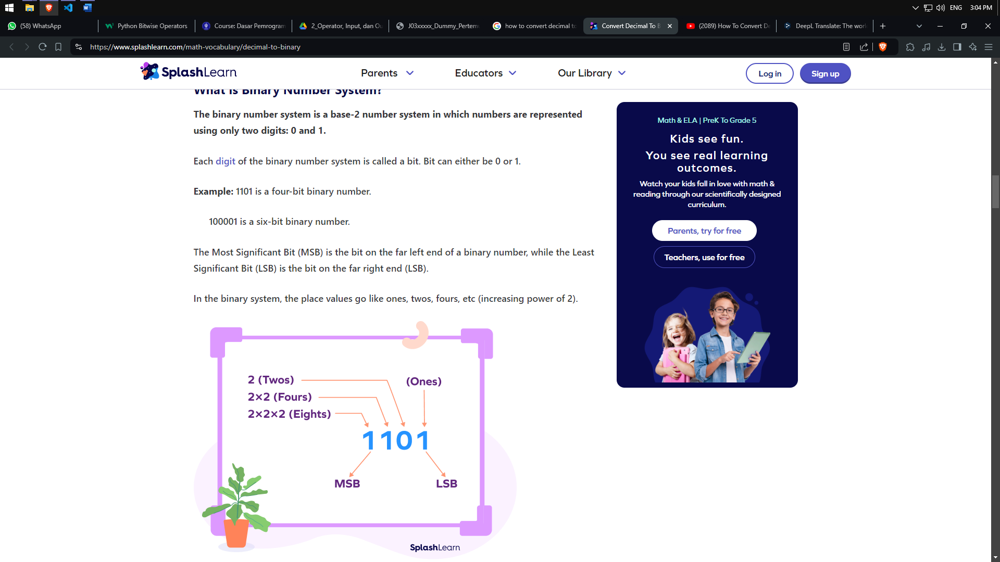 ENG
3:04 PM
(58) WhatsApp
Python Bitwise Operators
Course: Dasar Pemrogram
2_Operator, Input, dan Ou
J03xxxxx_Dummy_Pertem
how to convert decimal to
Convert Decimal To B
(2089) How To Convert De
DeepL Translate: The worl
https://www.splashlearn.com/math-vocabulary/decimal-to-binary
SplashLearn
Parents
Educators
Our Library
Log in
Sign up
What Is Binary Number System?
The binary number system is a base-2 number system in which numbers are represented
using only two digits: 0 and 1.
Each digit of the binary number system is called a bit. Bit can either be 0 or 1.
Example: 1101 is a four-bit binary number.
100001 is a six-bit binary number.
The Most Significant Bit (MSB) is the bit on the far left end of a binary number, while the Least
Significant Bit (LSB) is the bit on the far right end (LSB).
In the binary system, the place values go like ones, twos, fours, etc (increasing power of 2).
2 (Twos)
(Ones)
2×2 (Fours)
2×2×2 (Eights)
1101
MSB
LSB
SplashLearn
Math & ELA | PreK To Grade 5
Kids see fun.
You see real learning
outcomes.
Watch your kids fall in love with math &
reading through our scientifically designed
curriculum.
Parents, try for free
Teachers, use for free